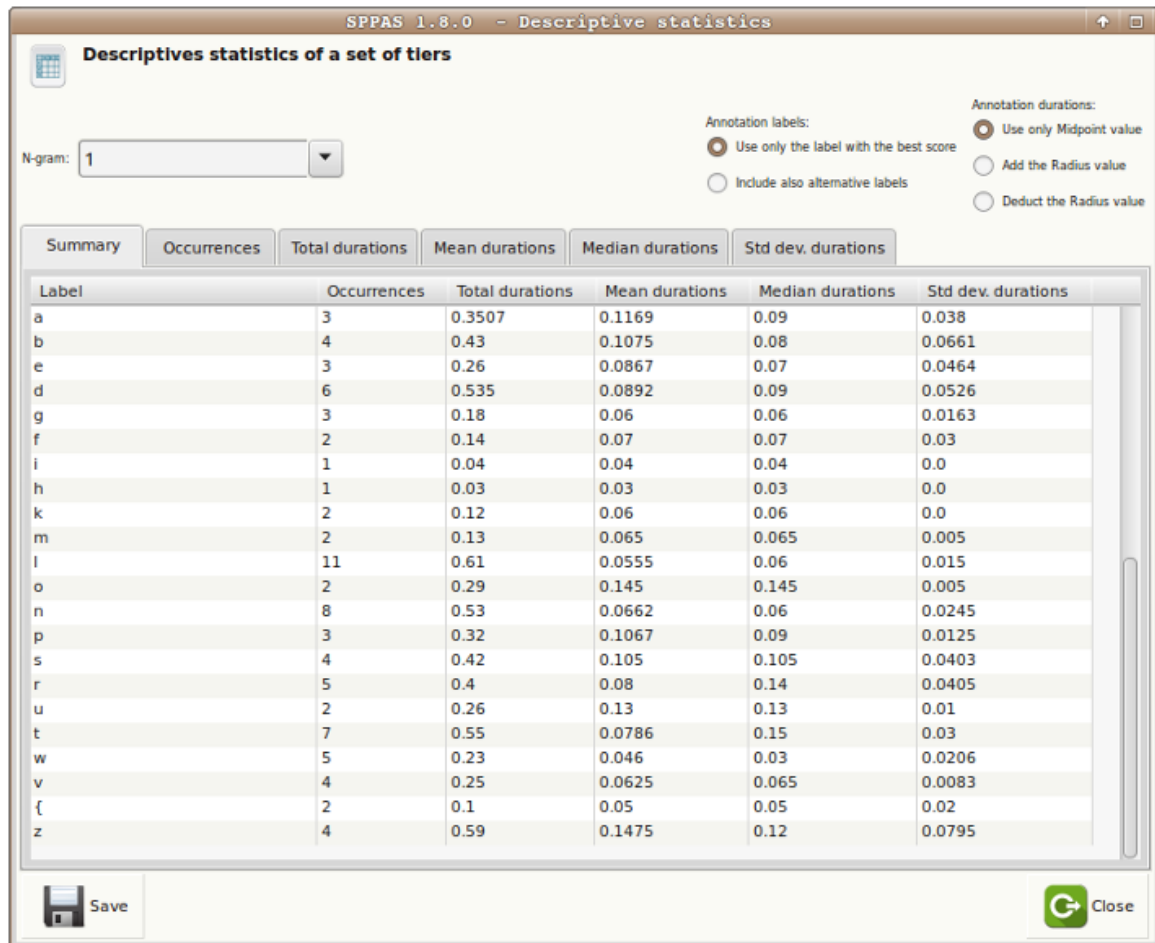 SPPAS 1.8.0 - Descriptive statistics
Descriptives statistics of a set of tiers
Annotation durations:
Annotation labels:
Use only Midpoint value
N-gram: 1
Use only the label with the best score
Add the Radius value
Include also alternative labels
Deduct the Radius value
Summary Occurrences Total durations Mean durations Median durations Std dev. durations
Label Occurrences Total durations Mean durations Median durations Std dev. durations
a 3 0.3507 0.1169 0.09 0.038
b 4 0.43 0.1075 0.08 0.0661
e 3 0.26 0.0867 0.07 0.0464
d 6 0.535 0.0892 0.09 0.0526
g 3 0.18 0.06 0.06 0.0163
f 2 0.14 0.07 0.07 0.03
i 1 0.04 0.04 0.04 0.0
h 1 0.03 0.03 0.03 0.0
k 2 0.12 0.06 0.06 0.0
m 2 0.13 0.065 0.065 0.005
l 11 0.61 0.0555 0.06 0.015
o 2 0.29 0.145 0.145 0.005
n 8 0.53 0.0662 0.06 0.0245
p 3 0.32 0.1067 0.09 0.0125
s 4 0.42 0.105 0.105 0.0403
r 5 0.4 0.08 0.14 0.0405
u 2 0.26 0.13 0.13 0.01
t 7 0.55 0.0786 0.15 0.03
w 5 0.23 0.046 0.03 0.0206
v 4 0.25 0.0625 0.065 0.0083
{ 2 0.1 0.05 0.05 0.02
z 4 0.59 0.1475 0.12 0.0795
Save Close